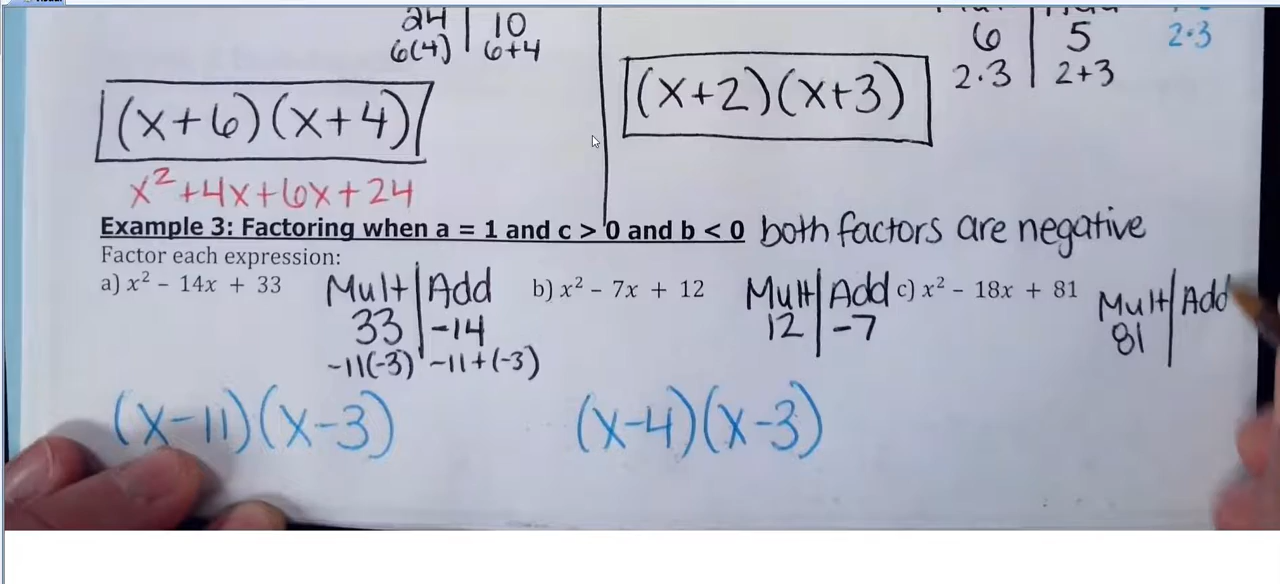 24 | 10
6(4) | 6+4
6 | 5
2·3
2·3 | 2+3
(x+6)(x+4)
(x+2)(x+3)
x²+4x+6x+24
Example 3: Factoring when a = 1 and c > 0 and b < 0 both factors are negative
Factor each expression:
a) x² − 14x + 33
Mult | Add
33 | -14
-11(-3) | -11+(-3)
(x-11)(x-3)
b) x² − 7x + 12
Mult | Add
12 | -7
(x-4)(x-3)
c) x² − 18x + 81
Mult | Add
81